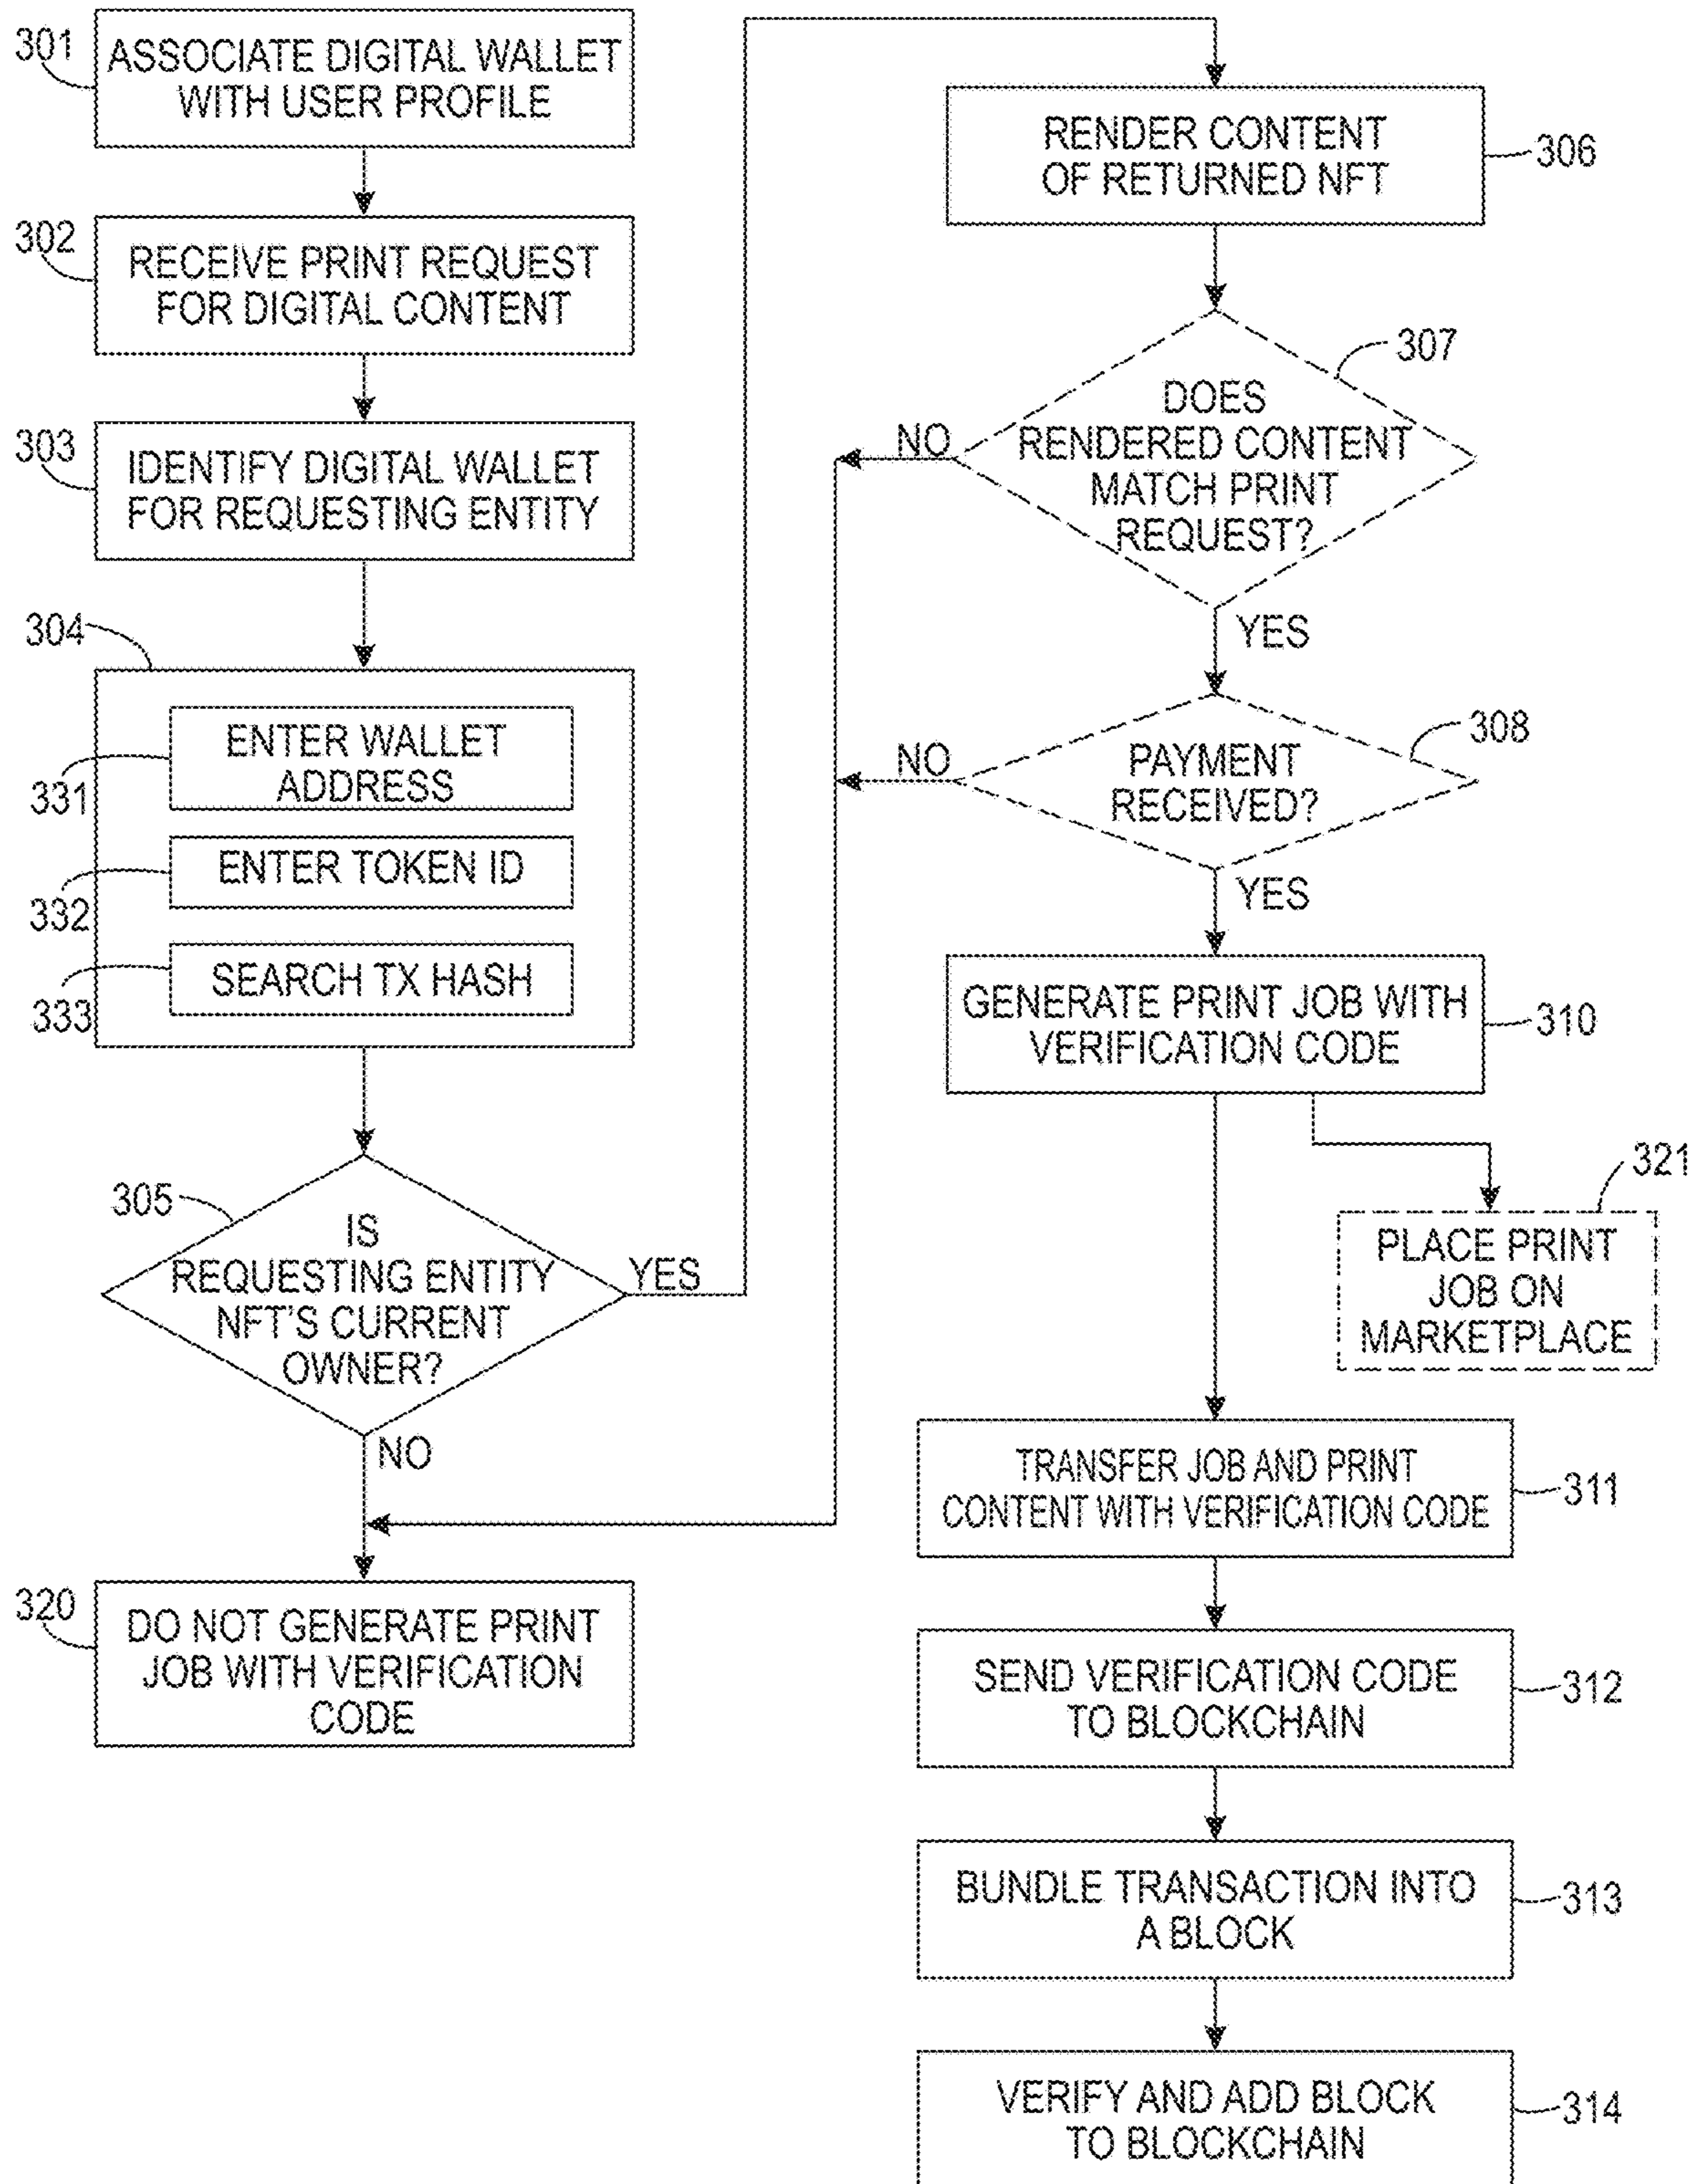 301
ASSOCIATE DIGITAL WALLET
WITH USER PROFILE
302
RECEIVE PRINT REQUEST
FOR DIGITAL CONTENT
303
IDENTIFY DIGITAL WALLET
FOR REQUESTING ENTITY
304
ENTER WALLET
ADDRESS
331
ENTER TOKEN ID
332
SEARCH TX HASH
333
305
IS
REQUESTING ENTITY
NFT'S CURRENT
OWNER?
YES
NO
320
DO NOT GENERATE PRINT
JOB WITH VERIFICATION
CODE
RENDER CONTENT
OF RETURNED NFT
306
307
DOES
RENDERED CONTENT
MATCH PRINT
REQUEST?
NO
YES
308
PAYMENT
RECEIVED?
NO
YES
GENERATE PRINT JOB WITH
VERIFICATION CODE
310
321
PLACE PRINT
JOB ON
MARKETPLACE
TRANSFER JOB AND PRINT
CONTENT WITH VERIFICATION CODE
311
SEND VERIFICATION CODE
TO BLOCKCHAIN
312
BUNDLE TRANSACTION INTO
A BLOCK
313
VERIFY AND ADD BLOCK
TO BLOCKCHAIN
314